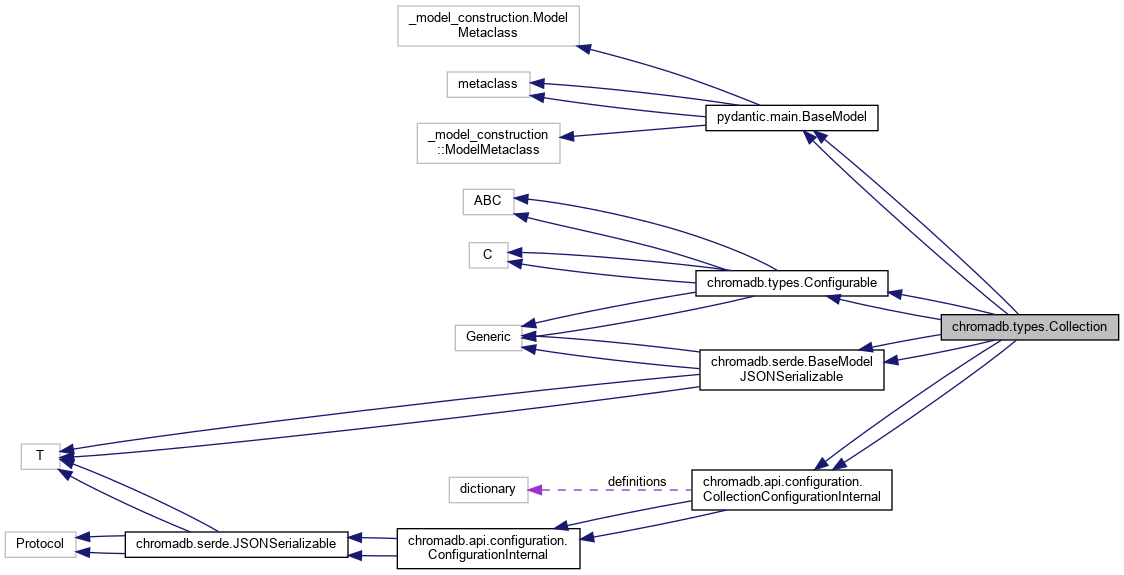 _model_construction.Model
Metaclass
metaclass
pydantic.main.BaseModel
_model_construction
::ModelMetaclass
ABC
C
chromadb.types.Configurable
chromadb.types.Collection
Generic
chromadb.serde.BaseModel
JSONSerializable
T
dictionary
definitions
chromadb.api.configuration.
CollectionConfigurationInternal
Protocol
chromadb.serde.JSONSerializable
chromadb.api.configuration.
ConfigurationInternal